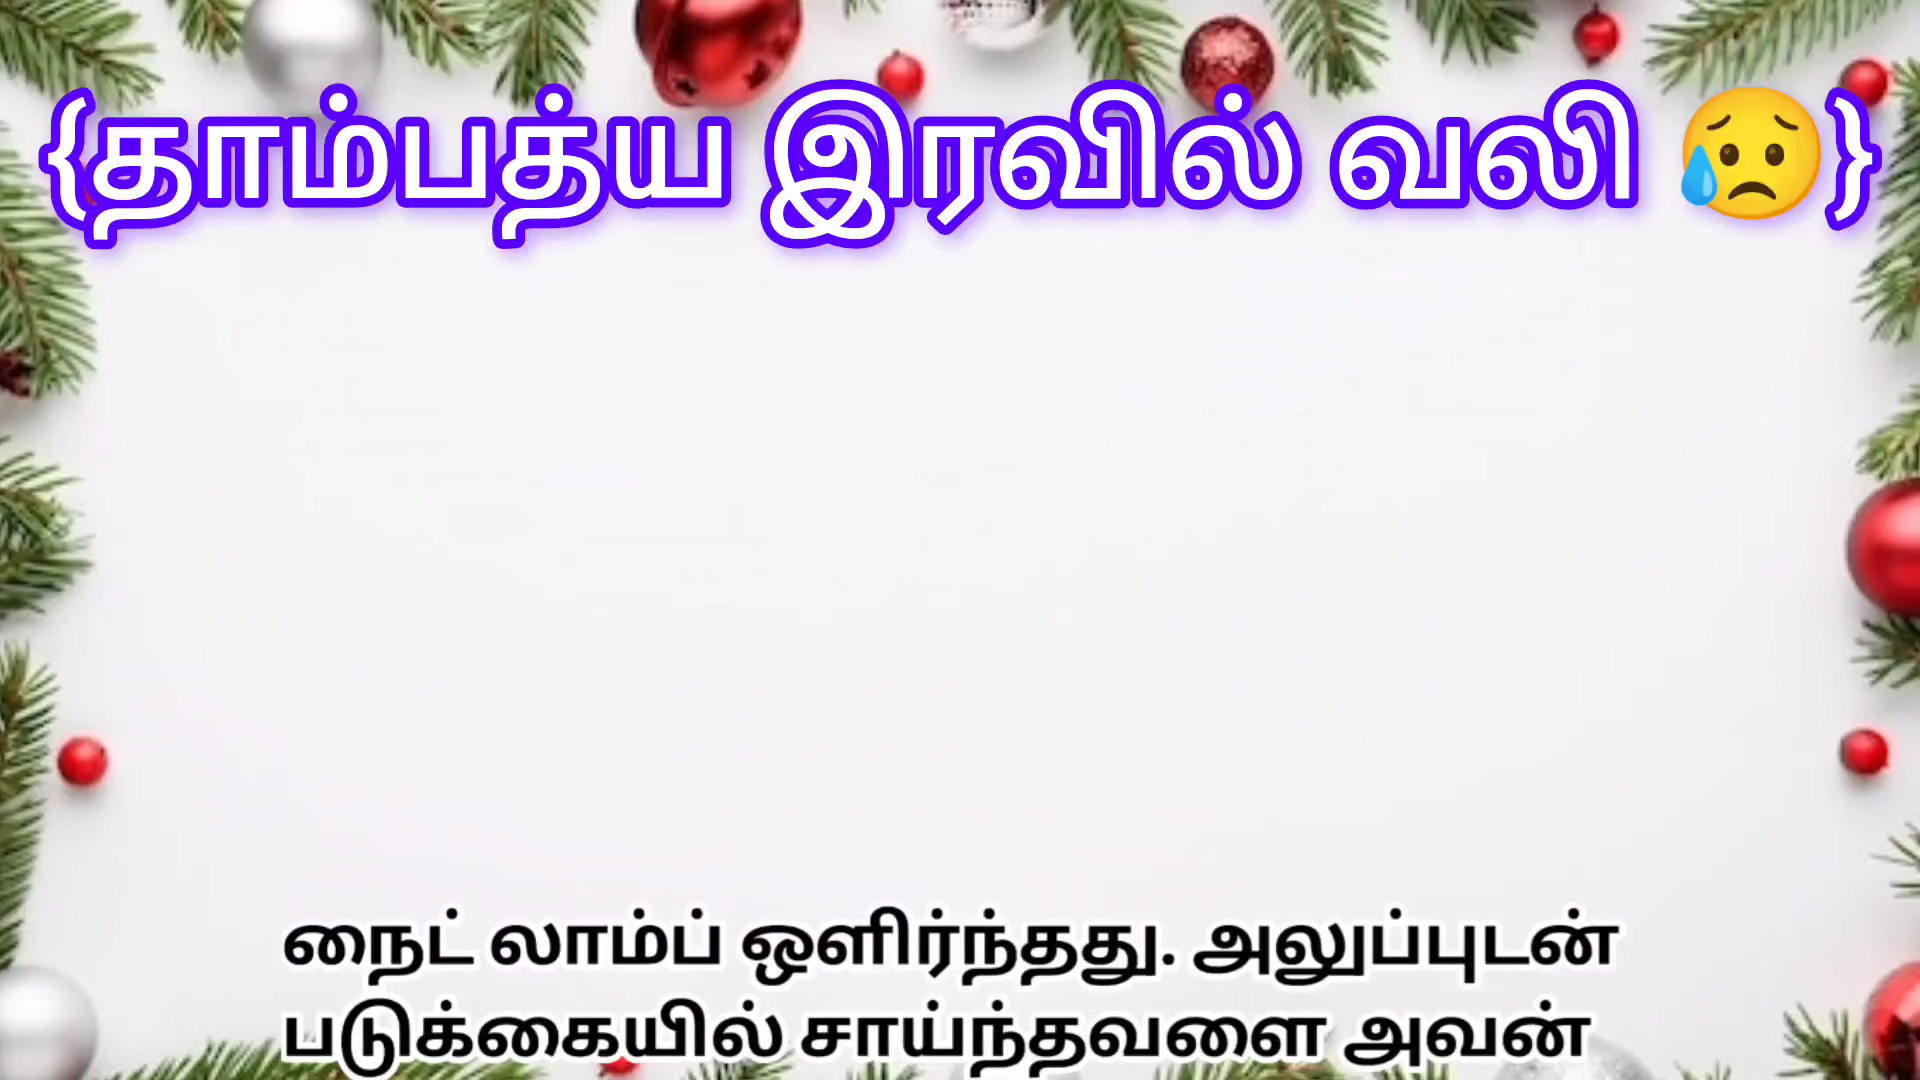 {தாம்பத்ய இரவில் வலி 😥}
நைட் லாம்ப் ஒளிர்ந்தது. அலுப்புடன்
படுக்கையில் சாய்ந்தவளை அவன்